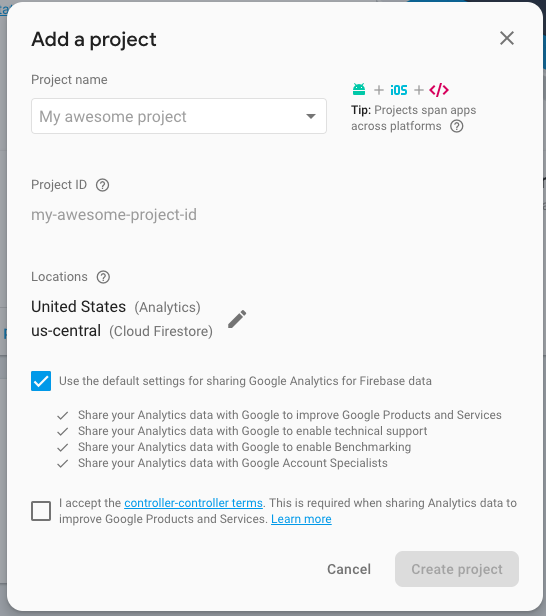 Add a project
Project name
My awesome project
+ iOS + </>
Tip: Projects span apps
across platforms ?
Project ID ?
my-awesome-project-id
Locations ?
United States (Analytics)
us-central (Cloud Firestore)
Use the default settings for sharing Google Analytics for Firebase data
Share your Analytics data with Google to improve Google Products and Services
Share your Analytics data with Google to enable technical support
Share your Analytics data with Google to enable Benchmarking
Share your Analytics data with Google Account Specialists
I accept the controller-controller terms. This is required when sharing Analytics data to
improve Google Products and Services. Learn more
Cancel Create project